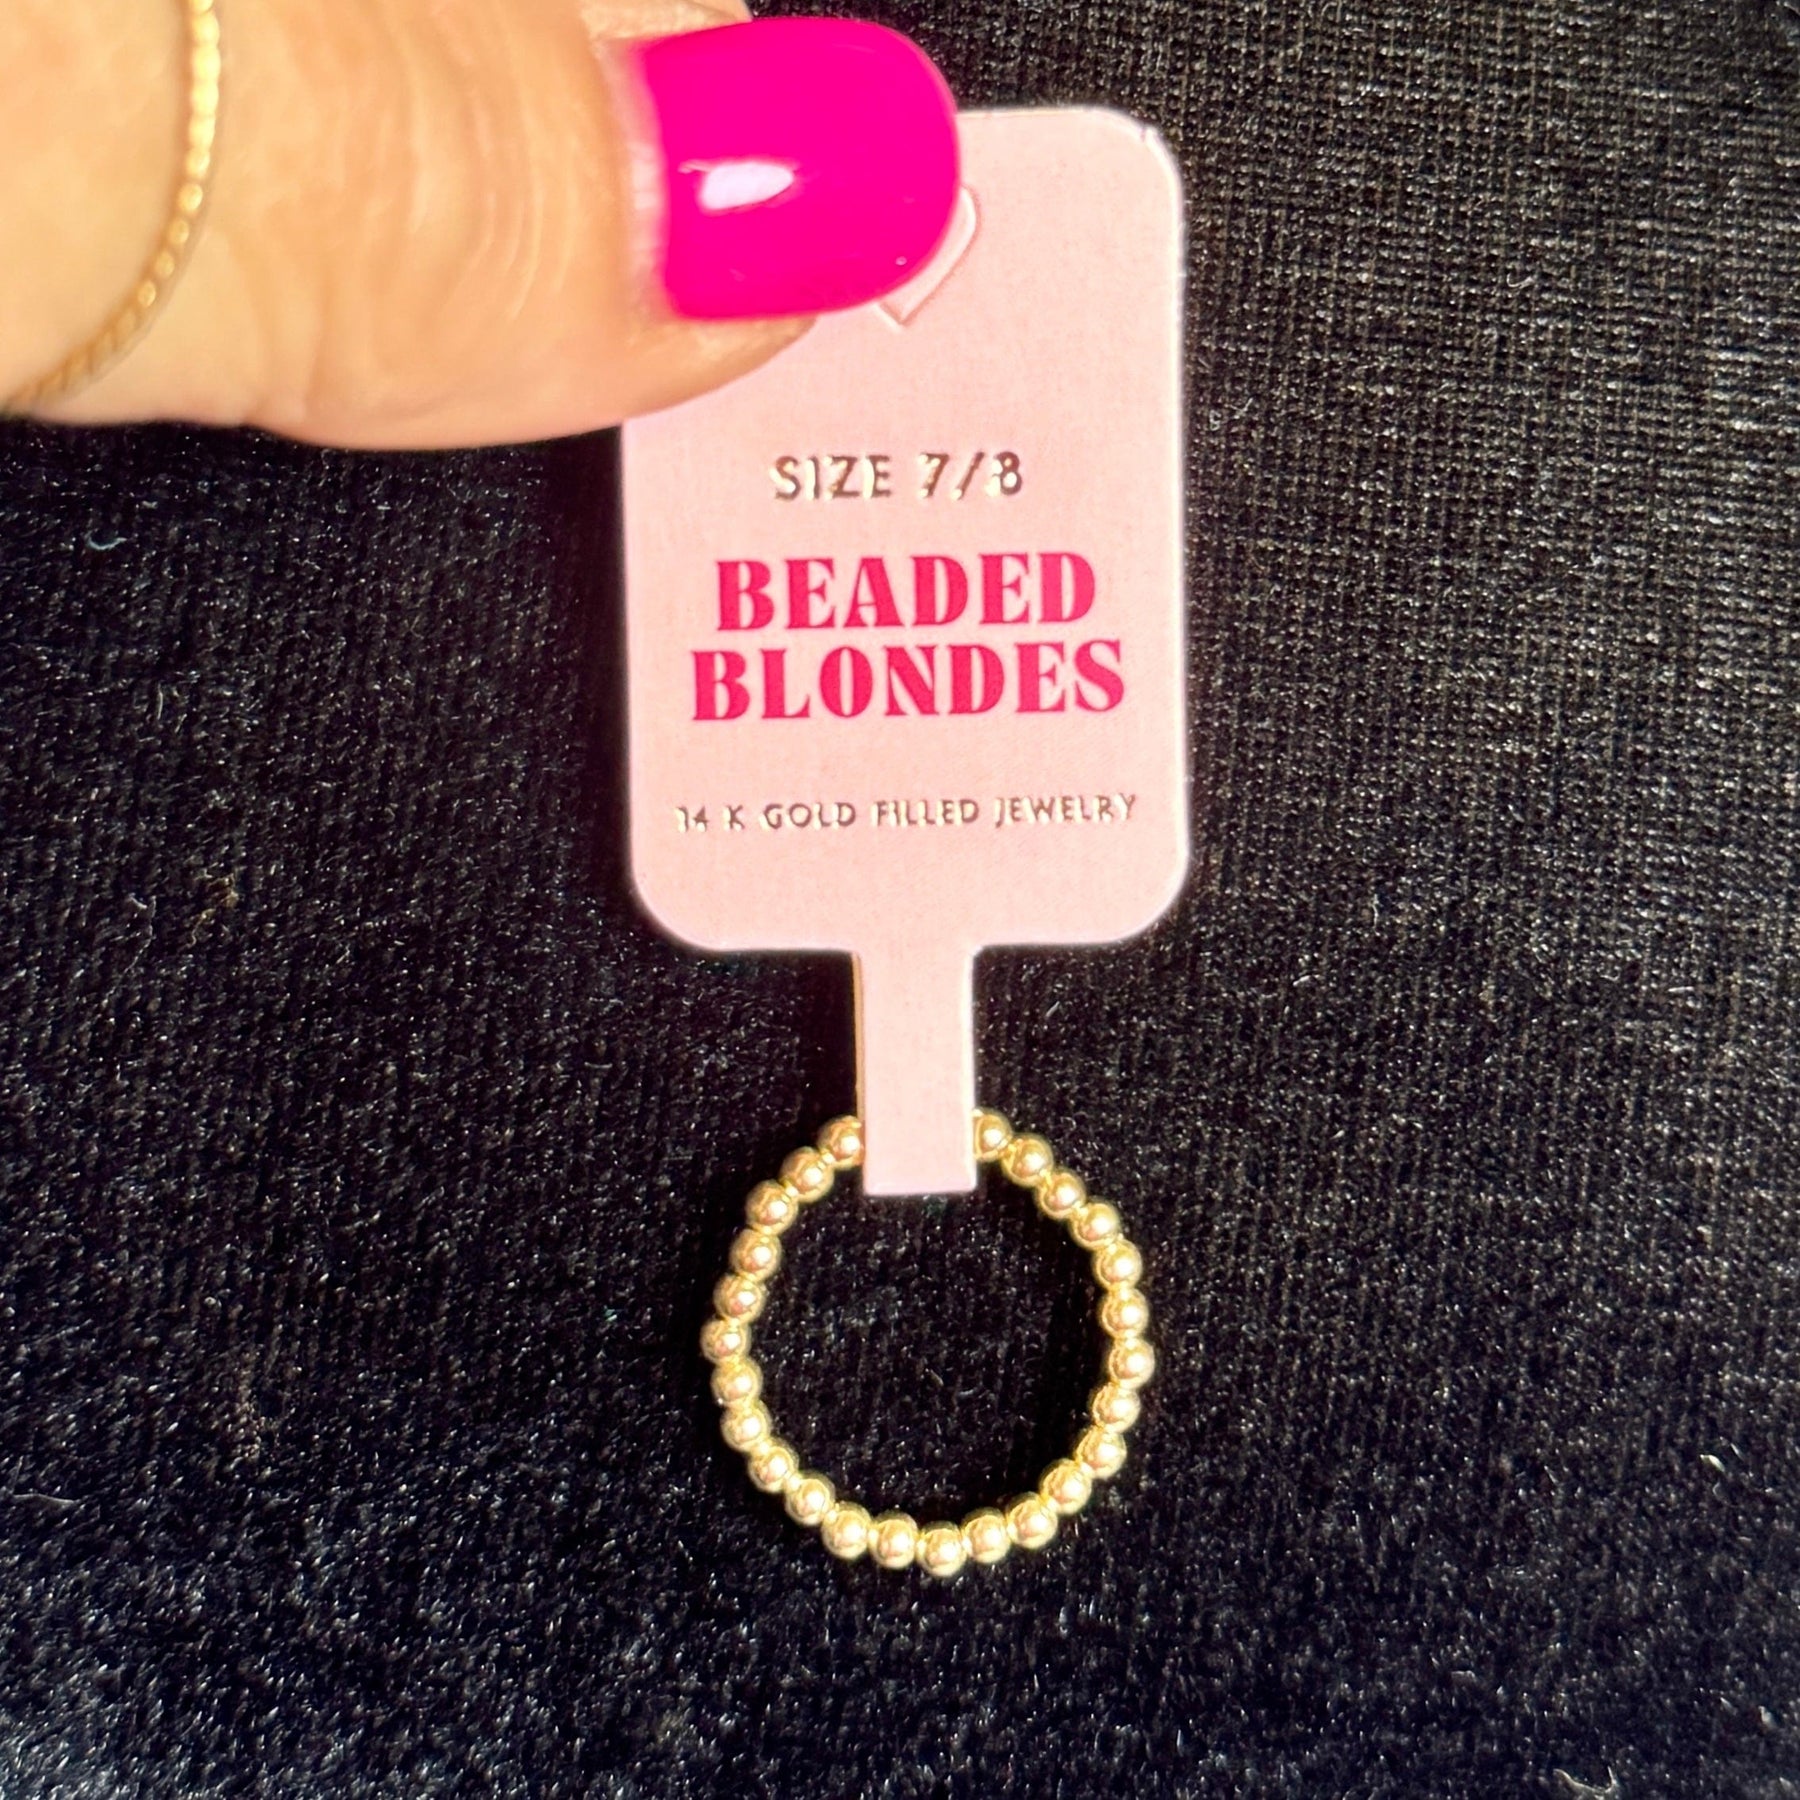 SIZE 7/8
BEADED
BLONDES
14 K GOLD FILLED JEWELRY